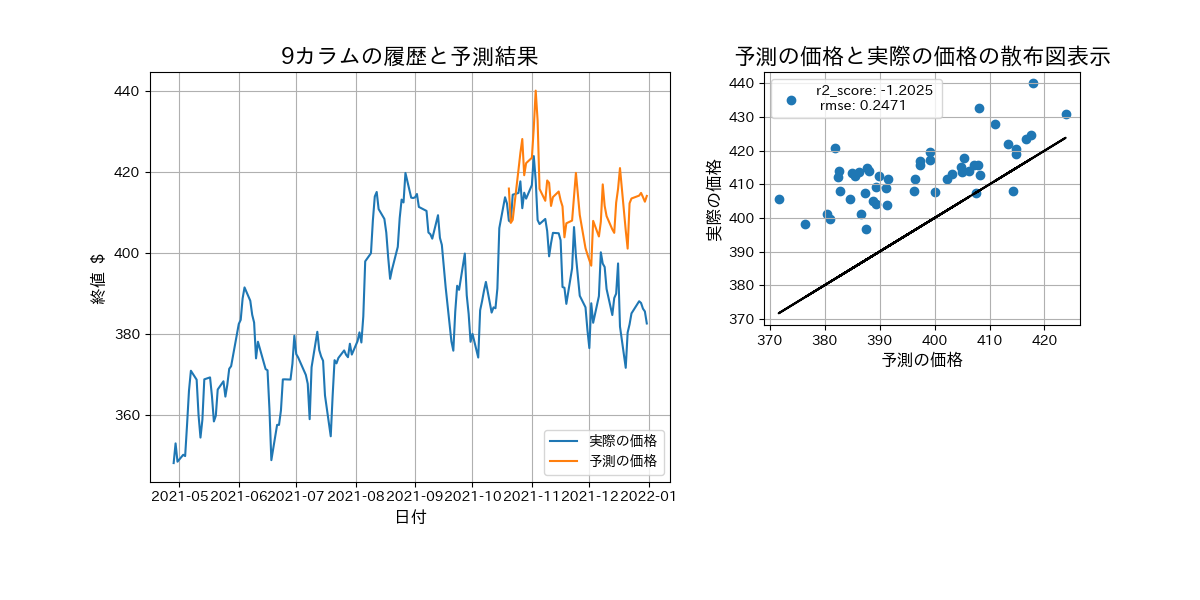 9カラムの履歴と予測結果
440
420
400
380
360
終値 $
2021-05 2021-06 2021-07 2021-08 2021-09 2021-10 2021-11 2021-12 2022-01
日付
実際の価格
予測の価格
予測の価格と実際の価格の散布図表示
r2_score: -1.2025
rmse: 0.2471
440
430
420
410
400
390
380
370
実際の価格
370 380 390 400 410 420
予測の価格